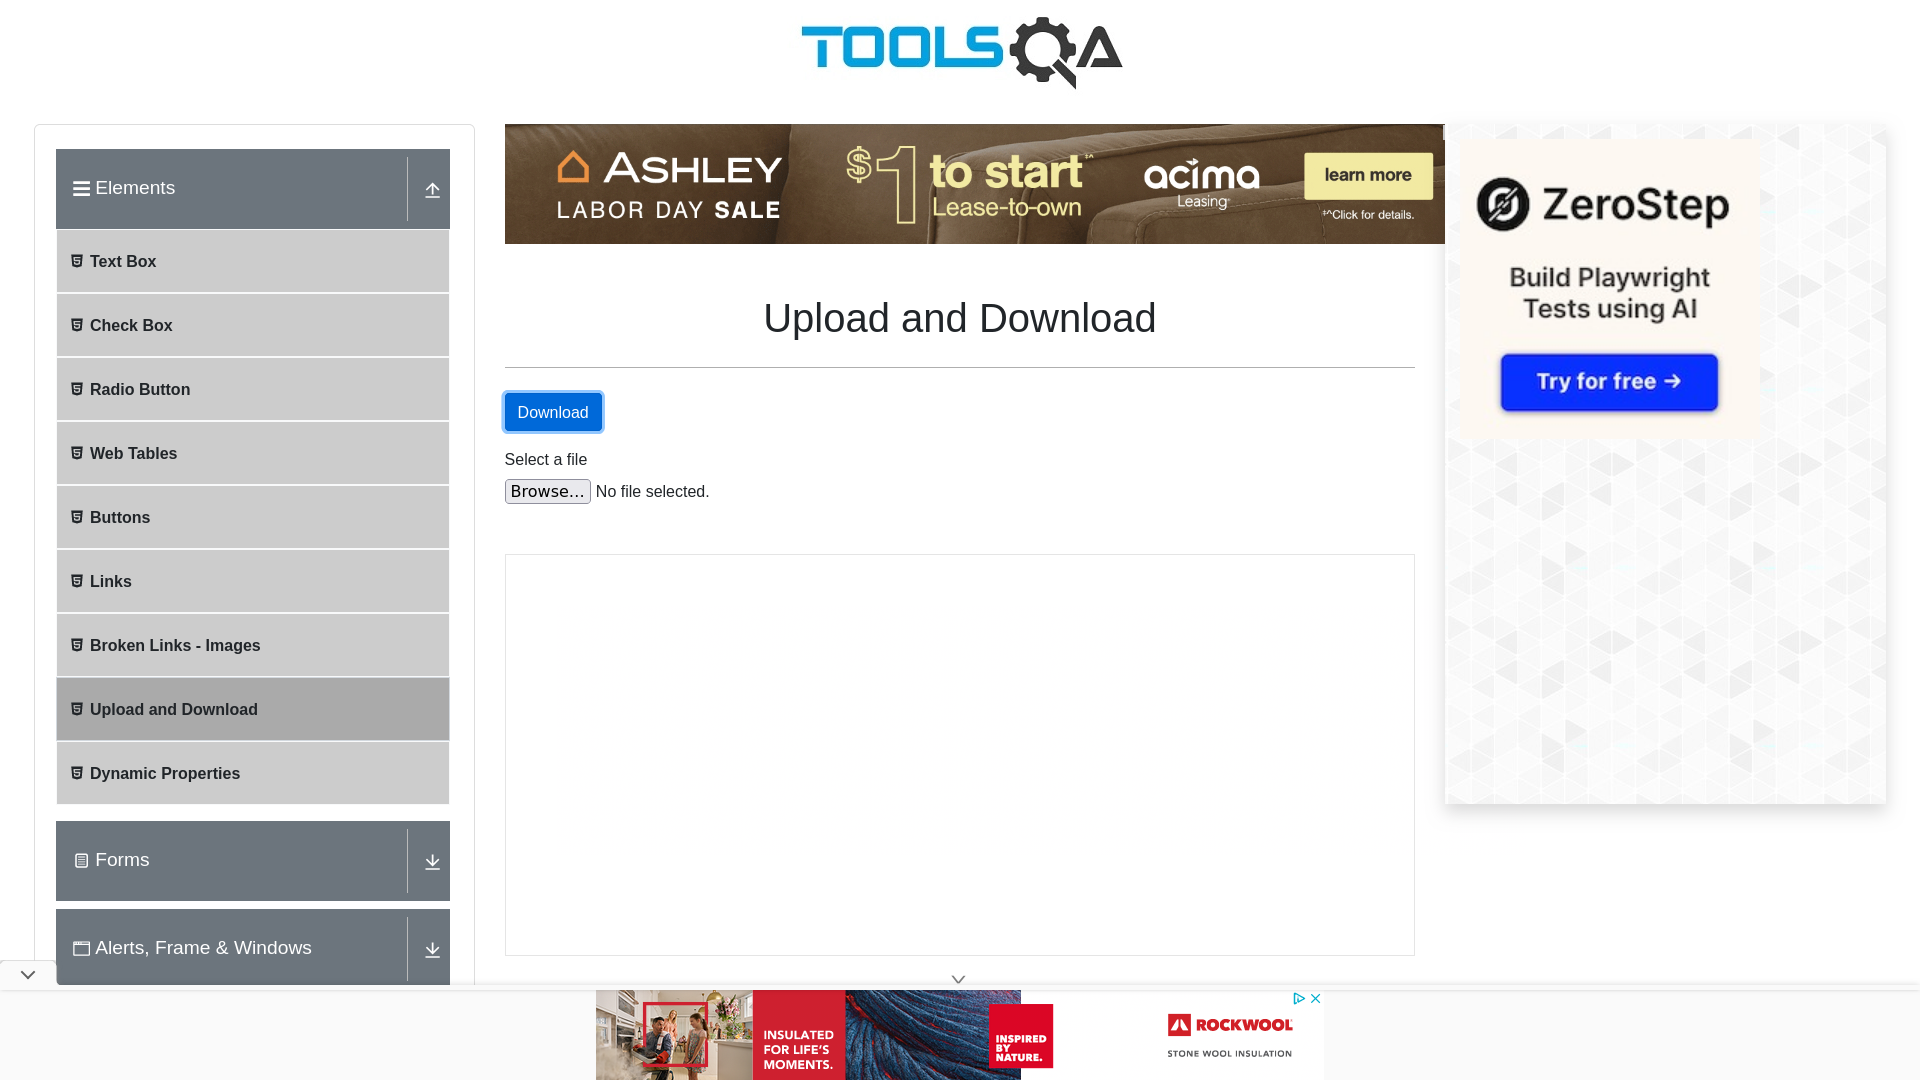 TOOLSQA
Elements
Text Box
Check Box
Radio Button
Web Tables
Buttons
Links
Broken Links - Images
Upload and Download
Dynamic Properties
Forms
Alerts, Frame & Windows
ASHLEY
LABOR DAY SALE
$1 to start‡^
Lease-to-own
acima
Leasing
learn more
‡^Click for details.
Upload and Download
Download
Select a file
Browse... No file selected.
ZeroStep
Build Playwright
Tests using AI
Try for free →
INSULATED
FOR LIFE'S
MOMENTS.
INSPIRED
BY
NATURE.
ROCKWOOL
STONE WOOL INSULATION